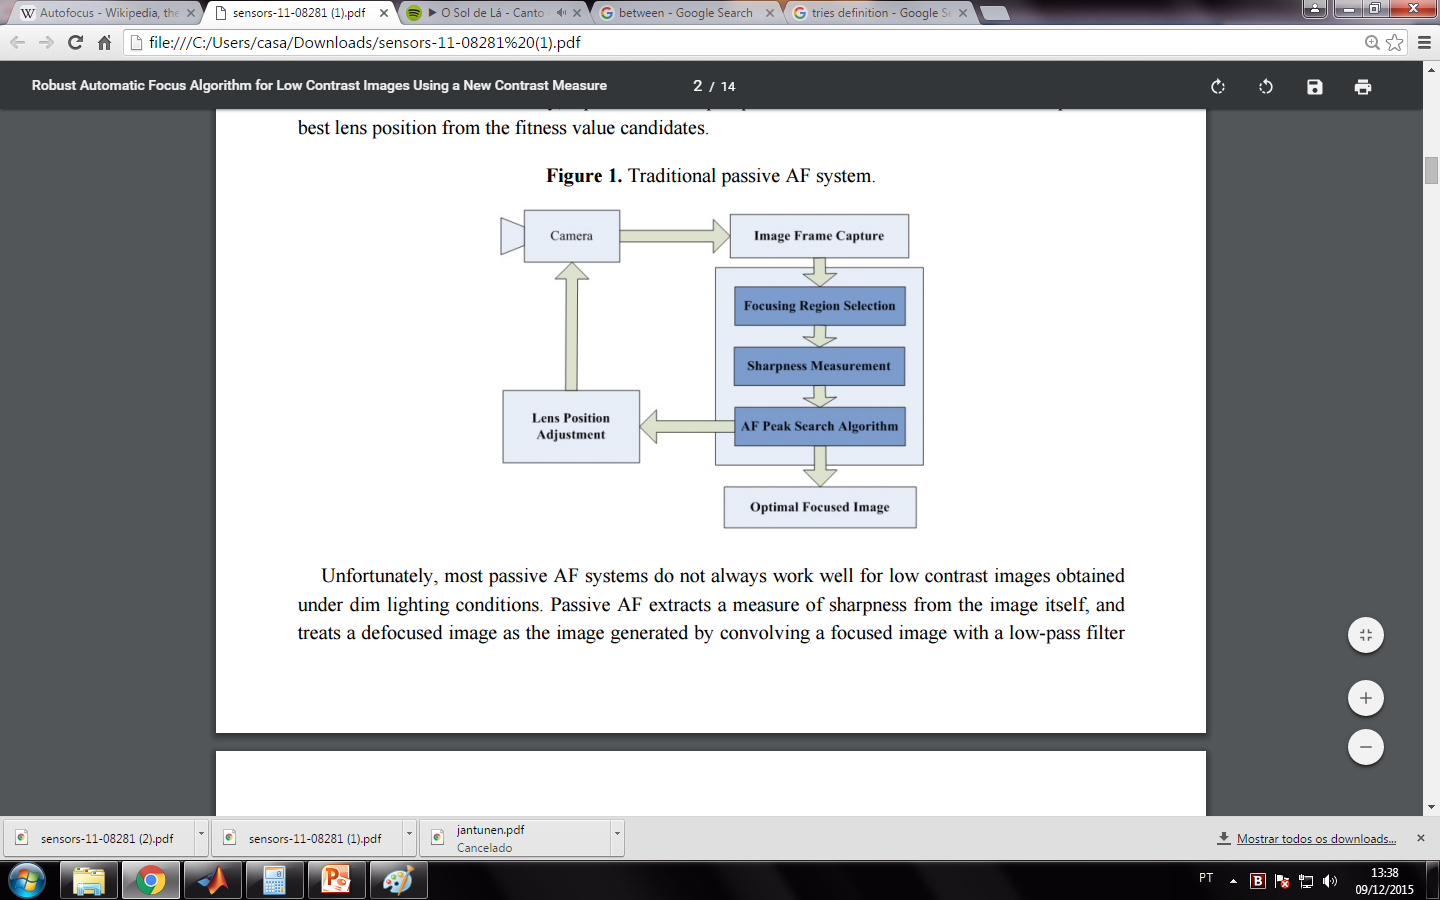 Autofocus - Wikipedia, the
sensors-11-08281 (1).pdf
O Sol de Lá - Canto
between - Google Search
tries definition - Google Se
file:///C:/Users/casa/Downloads/sensors-11-08281%20(1).pdf
Robust Automatic Focus Algorithm for Low Contrast Images Using a New Contrast Measure
2 / 14
best lens position from the fitness value candidates.
Figure 1. Traditional passive AF system.
Camera
Image Frame Capture
Focusing Region Selection
Sharpness Measurement
AF Peak Search Algorithm
Lens Position
Adjustment
Optimal Focused Image
Unfortunately, most passive AF systems do not always work well for low contrast images obtained
under dim lighting conditions. Passive AF extracts a measure of sharpness from the image itself, and
treats a defocused image as the image generated by convolving a focused image with a low-pass filter
sensors-11-08281 (2).pdf
sensors-11-08281 (1).pdf
jantunen.pdf
Cancelado
Mostrar todos os downloads...
PT
13:38
09/12/2015